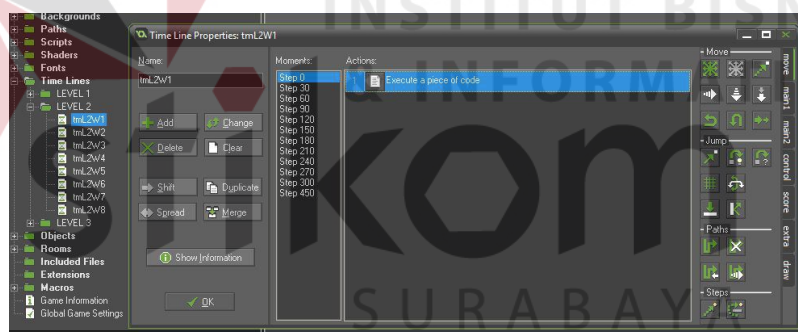 INSTITUT BISN
& INFORMA
stikom
SURABAYA
Backgrounds
Paths
Scripts
Shaders
Fonts
Time Lines
LEVEL 1
LEVEL 2
tmL2W1
tmL2W2
tmL2W3
tmL2W4
tmL2W5
tmL2W6
tmL2W7
tmL2W8
LEVEL 3
Objects
Rooms
Included Files
Extensions
Macros
Game Information
Global Game Settings
Time Line Properties: tmL2W1
Name:
tmL2W1
Add
Change
Delete
Clear
Shift
Duplicate
Spread
Merge
Show Information
OK
Moments:
Step 0
Step 30
Step 60
Step 90
Step 120
Step 150
Step 180
Step 210
Step 240
Step 270
Step 300
Step 450
Actions:
1 Execute a piece of code
Move
Jump
Paths
Steps
move
main1
main2
control
score
extra
draw